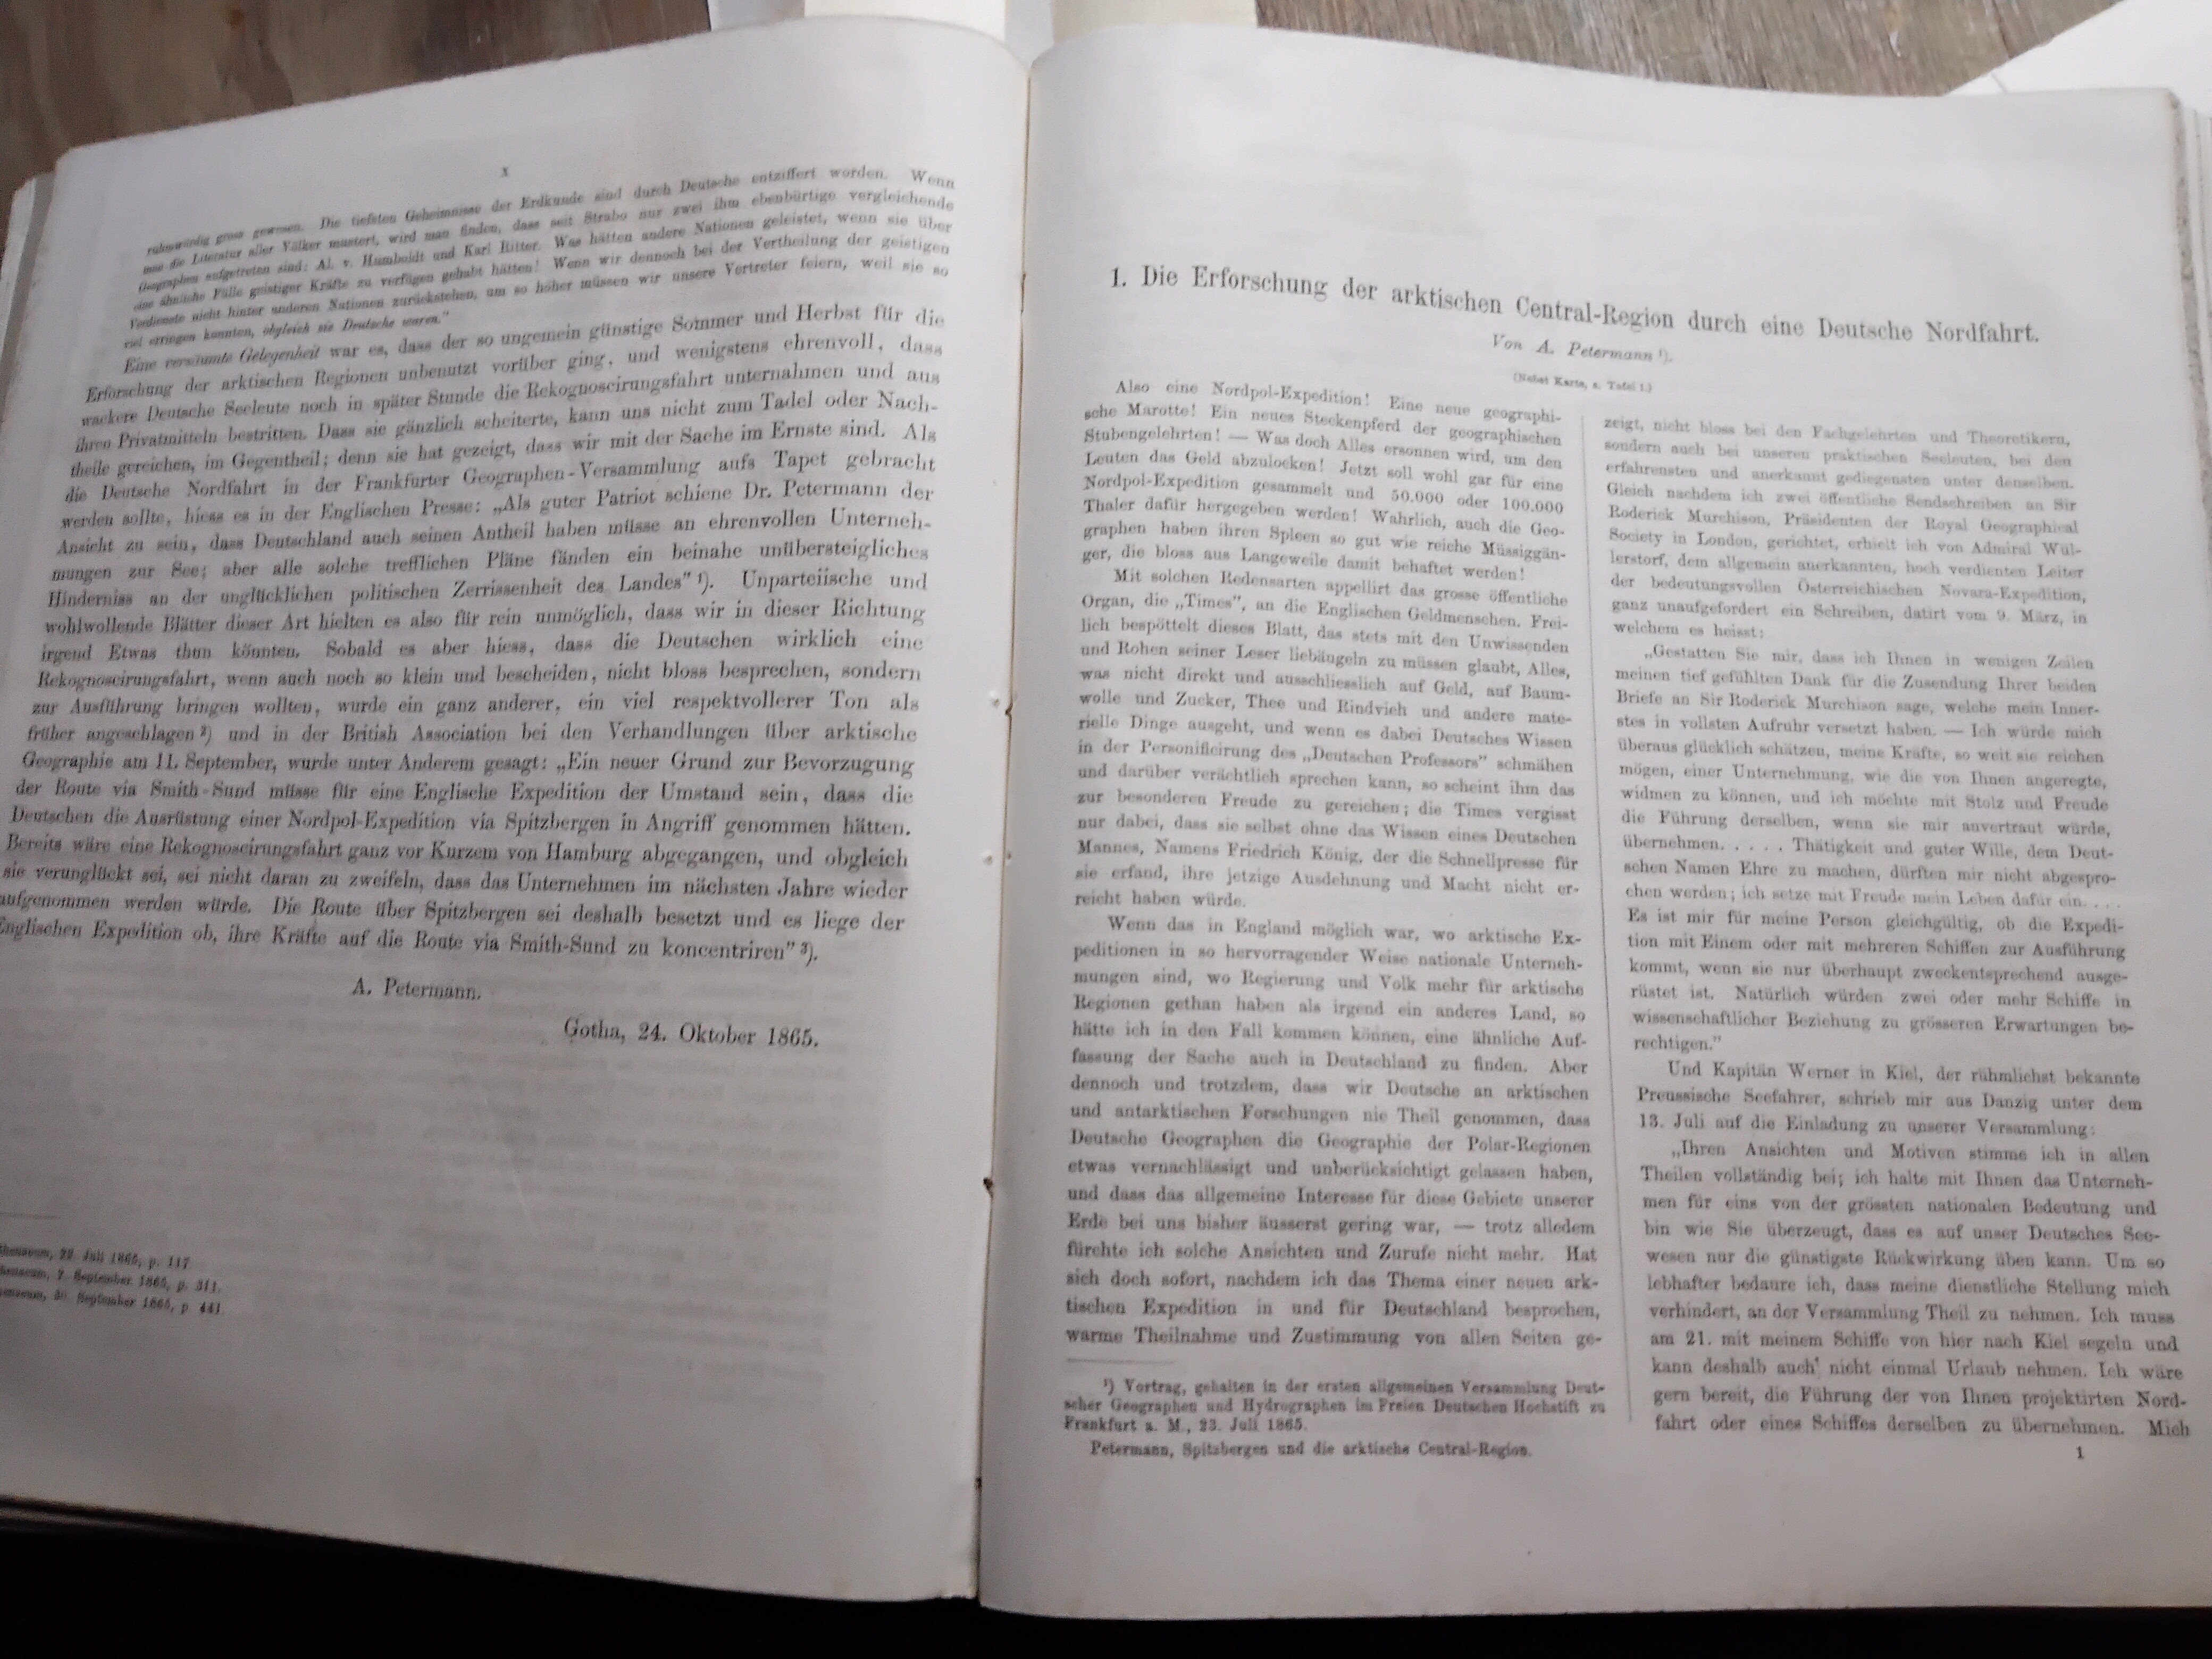 x
ruhmwürdig gross gewesen. Die tiefsten Geheimnisse der Erdkunde sind durch Deutsche entziffert worden. Wenn
man die Literatur aller Völker mustert, wird man finden, dass seit Strabo nur zwei ihm ebenbürtige vergleichende
Geographen aufgetreten sind: Al. v. Humboldt und Karl Ritter. Was hätten andere Nationen geleistet, wenn sie über
eine ähnliche Fülle geistiger Kräfte zu verfügen gehabt hätten! Wenn wir dennoch bei der Vertheilung der geistigen
Verdienste nicht hinter anderen Nationen zurückstehen, um so höher müssen wir unsere Vertreter feiern, weil sie so
viel erringen konnten, obgleich sie Deutsche waren."
Eine versäumte Gelegenheit war es, dass der so ungemein günstige Sommer und Herbst für die
Erforschung der arktischen Regionen unbenutzt vorüber ging, und wenigstens ehrenvoll, dass
wackere Deutsche Seeleute noch in später Stunde die Rekognoscirungsfahrt unternahmen und aus
ihren Privatmitteln bestritten. Dass sie gänzlich scheiterte, kann uns nicht zum Tadel oder Nach-
theile gereichen, im Gegentheil; denn sie hat gezeigt, dass wir mit der Sache im Ernste sind. Als
die Deutsche Nordfahrt in der Frankfurter Geographen-Versammlung aufs Tapet gebracht
werden sollte, hiess es in der Englischen Presse: „Als guter Patriot schiene Dr. Petermann der
Ansicht zu sein, dass Deutschland auch seinen Antheil haben müsse an ehrenvollen Unterneh-
mungen zur See; aber alle solche trefflichen Pläne fänden ein beinahe unübersteigliches
Hinderniss an der unglücklichen politischen Zerrissenheit des Landes" ¹). Unparteiische und
wohlwollende Blätter dieser Art hielten es also für rein unmöglich, dass wir in dieser Richtung
irgend Etwas thun könnten. Sobald es aber hiess, dass die Deutschen wirklich eine
Rekognoscirungsfahrt, wenn auch noch so klein und bescheiden, nicht bloss besprechen, sondern
zur Ausführung bringen wollten, wurde ein ganz anderer, ein viel respektvollerer Ton als
früher angeschlagen ²) und in der British Association bei den Verhandlungen über arktische
Geographie am 11. September, wurde unter Anderem gesagt: „Ein neuer Grund zur Bevorzugung
der Route via Smith-Sund müsse für eine Englische Expedition der Umstand sein, dass die
Deutschen die Ausrüstung einer Nordpol-Expedition via Spitzbergen in Angriff genommen hätten.
Bereits wäre eine Rekognoscirungsfahrt ganz vor Kurzem von Hamburg abgegangen, und obgleich
sie verunglückt sei, sei nicht daran zu zweifeln, dass das Unternehmen im nächsten Jahre wieder
aufgenommen werden würde. Die Route über Spitzbergen sei deshalb besetzt und es liege der
Englischen Expedition ob, ihre Kräfte auf die Route via Smith-Sund zu koncentriren" ³).
A. Petermann.
Gotha, 24. Oktober 1865.
22. Juli 1865, p. 117.
September 1865, p. 311.
30. September 1865, p. 441.
1. Die Erforschung der arktischen Central-Region durch eine Deutsche Nordfahrt.
Von A. Petermann ¹).
(Nebst Karte, s. Tafel 1.)
Also eine Nordpol-Expedition! Eine neue geographi-
sche Marotte! Ein neues Steckenpferd der geographischen
Stubengelehrten! — Was doch Alles ersonnen wird, um den
Leuten das Geld abzulocken! Jetzt soll wohl gar für eine
Nordpol-Expedition gesammelt und 50.000 oder 100.000
Thaler dafür hergegeben werden! Wahrlich, auch die Geo-
graphen haben ihren Spleen so gut wie reiche Müssiggän-
ger, die bloss aus Langeweile damit behaftet werden!
Mit solchen Redensarten appellirt das grosse öffentliche
Organ, die „Times", an die Englischen Geldmenschen. Frei-
lich bespöttelt dieses Blatt, das stets mit den Unwissenden
und Rohen seiner Leser liebäugeln zu müssen glaubt, Alles,
was nicht direkt und ausschliesslich auf Geld, auf Baum-
wolle und Zucker, Thee und Rindvieh und andere mate-
rielle Dinge ausgeht, und wenn es dabei Deutsches Wissen
in der Personificirung des „Deutschen Professors" schmähen
und darüber verächtlich sprechen kann, so scheint ihm das
zur besonderen Freude zu gereichen; die Times vergisst
nur dabei, dass sie selbst ohne das Wissen eines Deutschen
Mannes, Namens Friedrich König, der die Schnellpresse für
sie erfand, ihre jetzige Ausdehnung und Macht nicht er-
reicht haben würde.
Wenn das in England möglich war, wo arktische Ex-
peditionen in so hervorragender Weise nationale Unterneh-
mungen sind, wo Regierung und Volk mehr für arktische
Regionen gethan haben als irgend ein anderes Land, so
hätte ich in den Fall kommen können, eine ähnliche Auf-
fassung der Sache auch in Deutschland zu finden. Aber
dennoch und trotzdem, dass wir Deutsche an arktischen
und antarktischen Forschungen nie Theil genommen, dass
Deutsche Geographen die Geographie der Polar-Regionen
etwas vernachlässigt und unberücksichtigt gelassen haben,
und dass das allgemeine Interesse für diese Gebiete unserer
Erde bei uns bisher äusserst gering war, — trotz alledem
fürchte ich solche Ansichten und Zurufe nicht mehr. Hat
sich doch sofort, nachdem ich das Thema einer neuen ark-
tischen Expedition in und für Deutschland besprochen,
warme Theilnahme und Zustimmung von allen Seiten ge-
¹) Vortrag, gehalten in der ersten allgemeinen Versammlung Deut-
scher Geographen und Hydrographen im Freien Deutschen Hochstift zu
Frankfurt a. M., 23. Juli 1865.
Petermann, Spitzbergen und die arktische Central-Region.
zeigt, nicht bloss bei den Fachgelehrten und Theoretikern,
sondern auch bei unseren praktischen Seeleuten, bei den
erfahrensten und anerkannt gediegensten unter denselben.
Gleich nachdem ich zwei öffentliche Sendschreiben an Sir
Roderick Murchison, Präsidenten der Royal Geographical
Society in London, gerichtet, erhielt ich von Admiral Wül-
lerstorf, dem allgemein anerkannten, hoch verdienten Leiter
der bedeutungsvollen Österreichischen Novara-Expedition,
ganz unaufgefordert ein Schreiben, datirt vom 9. März, in
welchem es heisst:
„Gestatten Sie mir, dass ich Ihnen in wenigen Zeilen
meinen tief gefühlten Dank für die Zusendung Ihrer beiden
Briefe an Sir Roderick Murchison sage, welche mein Inner-
stes in vollsten Aufruhr versetzt haben. — Ich würde mich
überaus glücklich schätzen, meine Kräfte, so weit sie reichen
mögen, einer Unternehmung, wie die von Ihnen angeregte,
widmen zu können, und ich möchte mit Stolz und Freude
die Führung derselben, wenn sie mir anvertraut würde,
übernehmen. . . . . Thätigkeit und guter Wille, dem Deut-
schen Namen Ehre zu machen, dürften mir nicht abgespro-
chen werden; ich setze mit Freude mein Leben dafür ein. . . .
Es ist mir für meine Person gleichgültig, ob die Expedi-
tion mit Einem oder mit mehreren Schiffen zur Ausführung
kommt, wenn sie nur überhaupt zweckentsprechend ausge-
rüstet ist. Natürlich würden zwei oder mehr Schiffe in
wissenschaftlicher Beziehung zu grösseren Erwartungen be-
rechtigen."
Und Kapitän Werner in Kiel, der rühmlichst bekannte
Preussische Seefahrer, schrieb mir aus Danzig unter dem
13. Juli auf die Einladung zu unserer Versammlung:
„Ihren Ansichten und Motiven stimme ich in allen
Theilen vollständig bei; ich halte mit Ihnen das Unterneh-
men für eins von der grössten nationalen Bedeutung und
bin wie Sie überzeugt, dass es auf unser Deutsches See-
wesen nur die günstigste Rückwirkung üben kann. Um so
lebhafter bedaure ich, dass meine dienstliche Stellung mich
verhindert, an der Versammlung Theil zu nehmen. Ich muss
am 21. mit meinem Schiffe von hier nach Kiel segeln und
kann deshalb auch nicht einmal Urlaub nehmen. Ich wäre
gern bereit, die Führung der von Ihnen projektirten Nord-
fahrt oder eines Schiffes derselben zu übernehmen. Mich
1